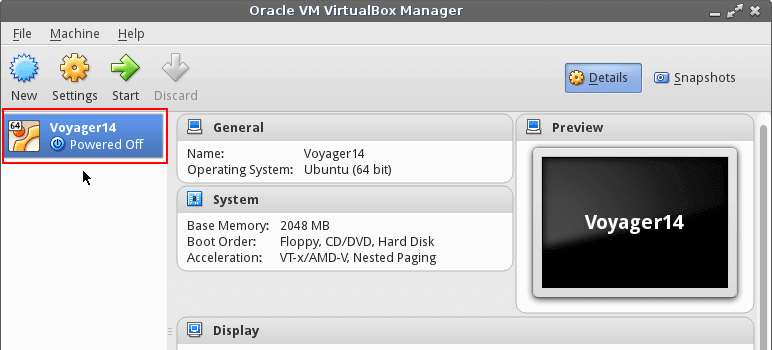 Oracle VM VirtualBox Manager
File Machine Help
New Settings Start Discard
Details Snapshots
64
Voyager14
Powered Off
General
Name: Voyager14
Operating System: Ubuntu (64 bit)
System
Base Memory: 2048 MB
Boot Order: Floppy, CD/DVD, Hard Disk
Acceleration: VT-x/AMD-V, Nested Paging
Display
Preview
Voyager14